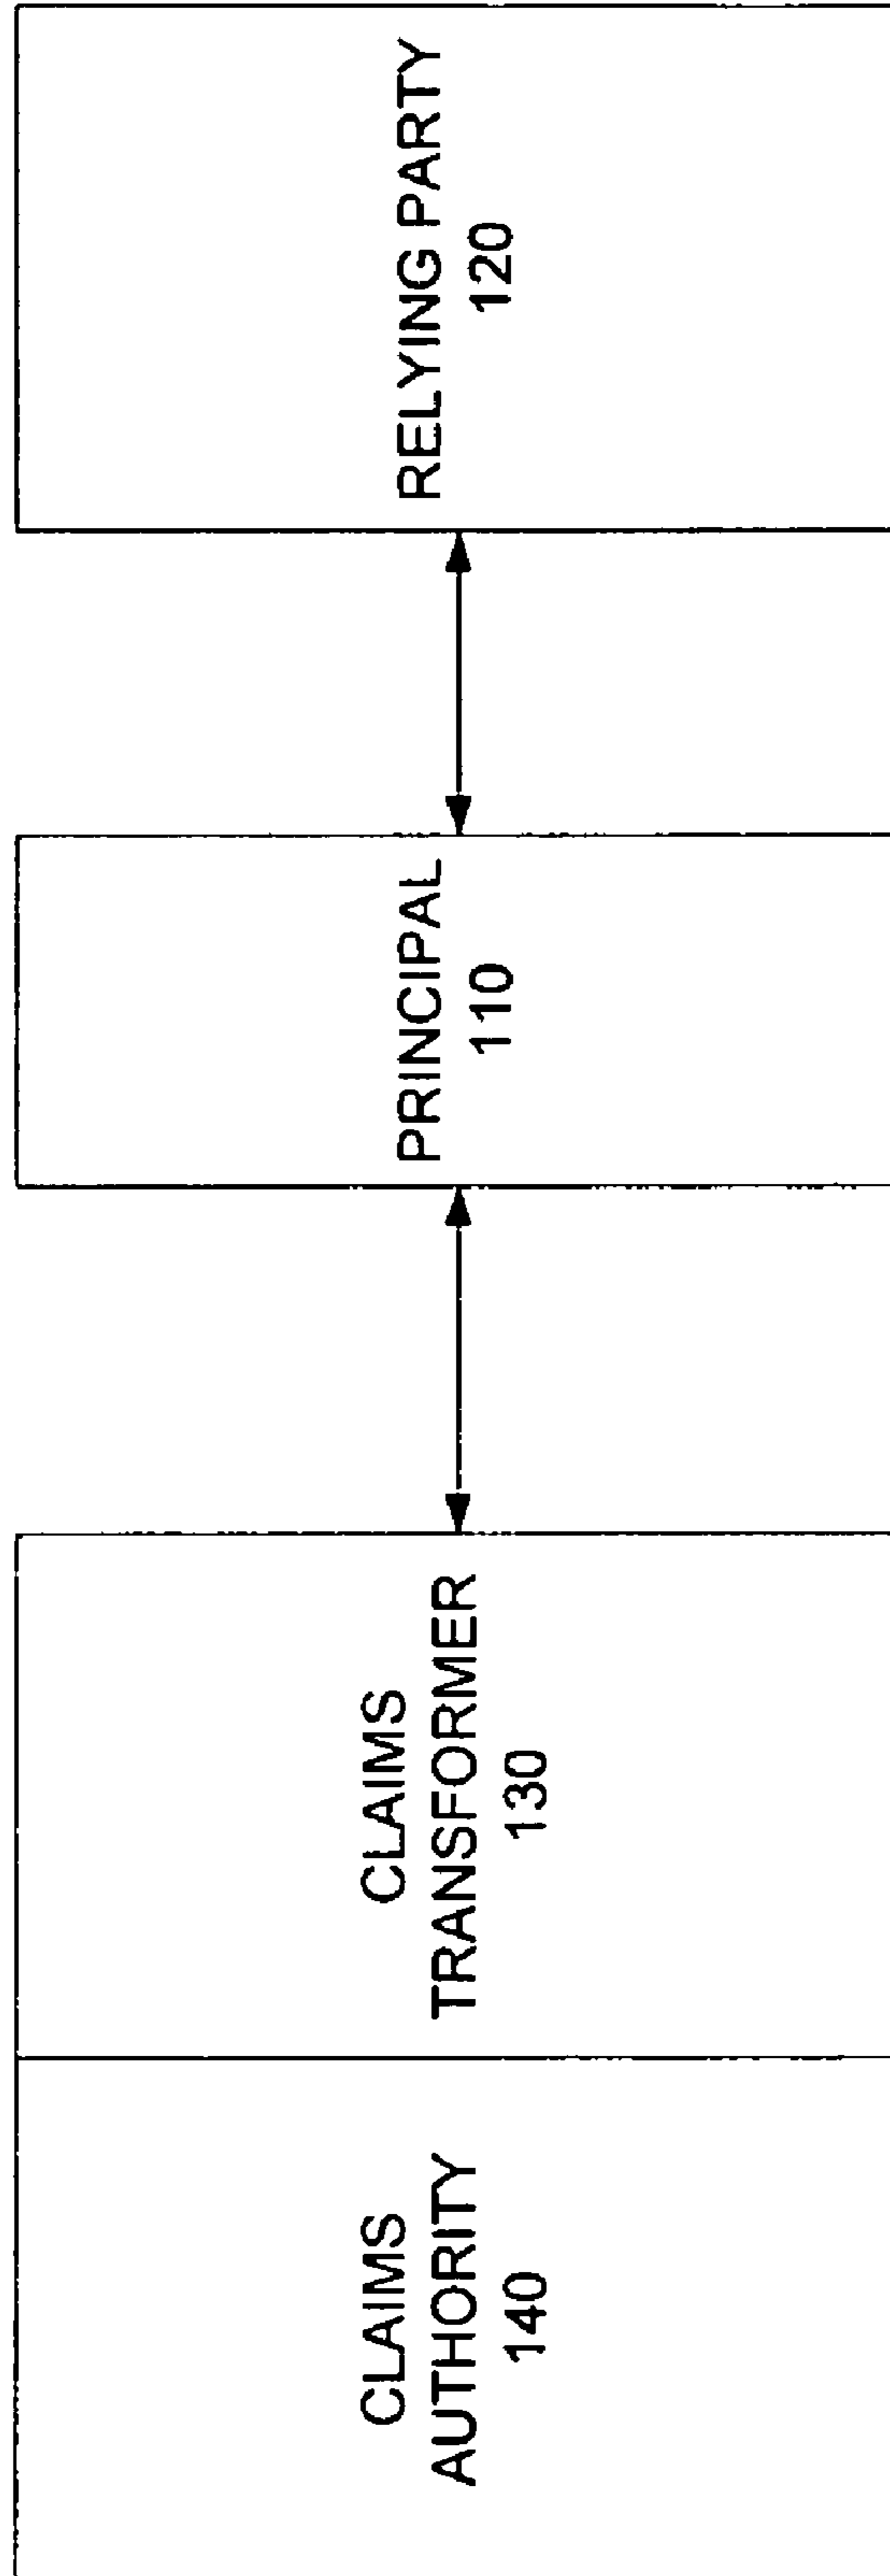 CLAIMS
AUTHORITY
140
CLAIMS
TRANSFORMER
130
PRINCIPAL
110
RELYING PARTY
120